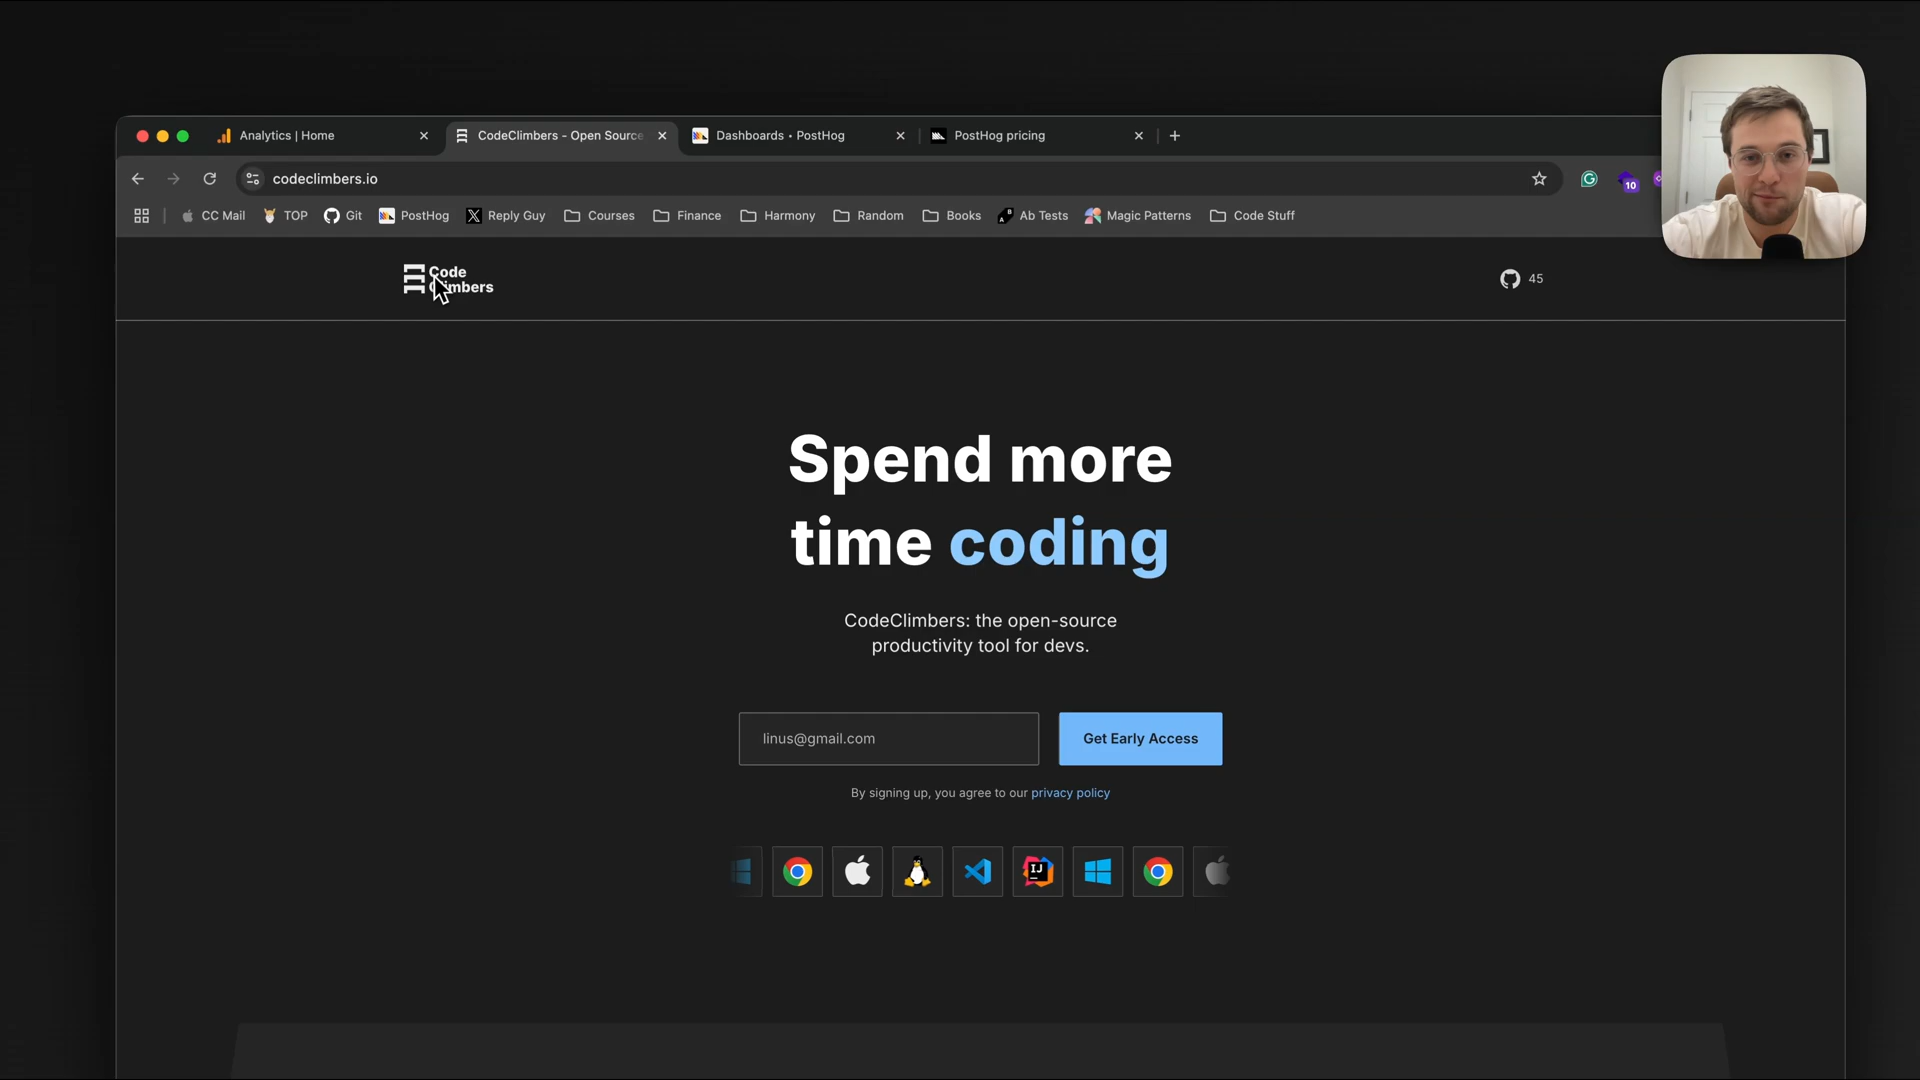 Analytics | Home
CodeClimbers - Open Source
Dashboards • PostHog
PostHog pricing
codeclimbers.io
10
CC Mail
TOP
Git
PostHog
Reply Guy
Courses
Finance
Harmony
Random
Books
Ab Tests
Magic Patterns
Code Stuff
Code
Climbers
45
Spend more
time coding
CodeClimbers: the open-source
productivity tool for devs.
linus@gmail.com
Get Early Access
By signing up, you agree to our privacy policy
IJ